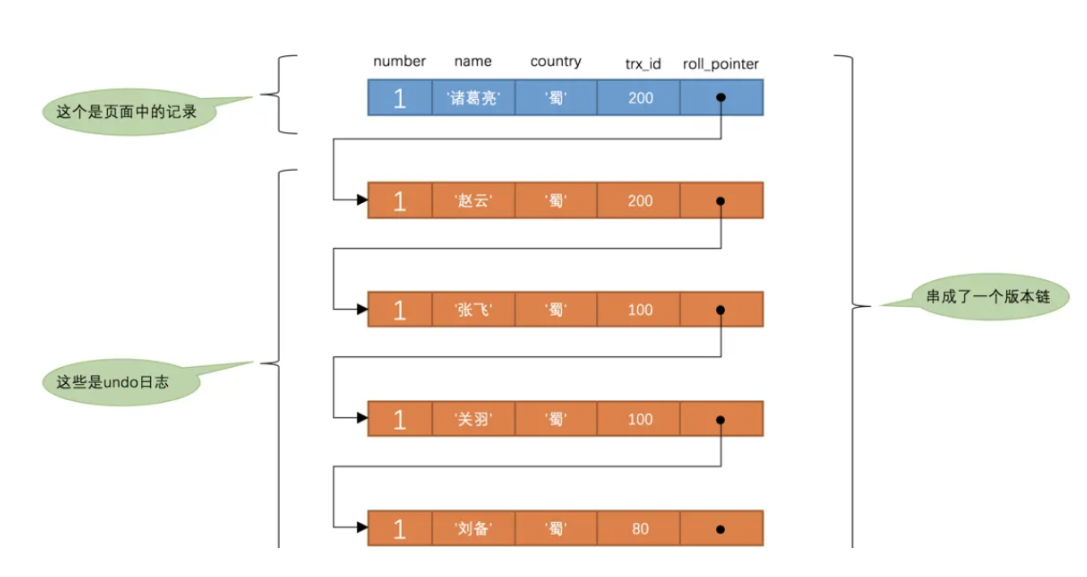 number name country trx_id roll_pointer
这个是页面中的记录
1 '诸葛亮' '蜀' 200
1 '赵云' '蜀' 200
1 '张飞' '蜀' 100
串成了一个版本链
这些是undo日志
1 '关羽' '蜀' 100
1 '刘备' '蜀' 80